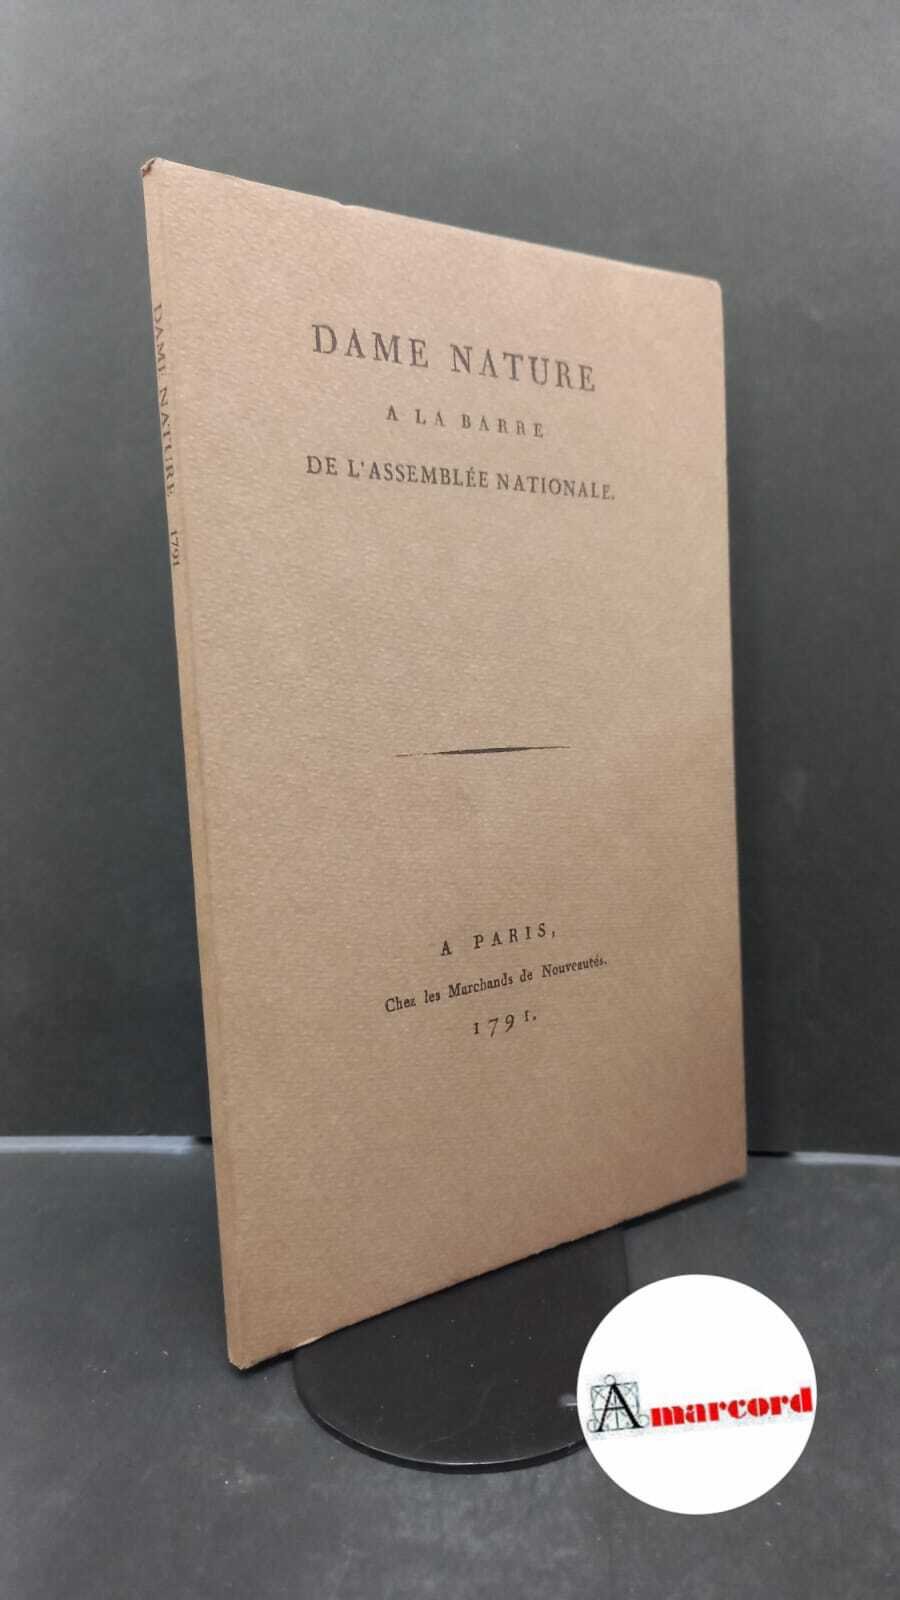 DAME NATURE
A LA BARRE
DE L'ASSEMBLÉE NATIONALE.
A PARIS,
Chez les Marchands de Nouveautés.
1791.
DAME NATURE 1791
Amarcord